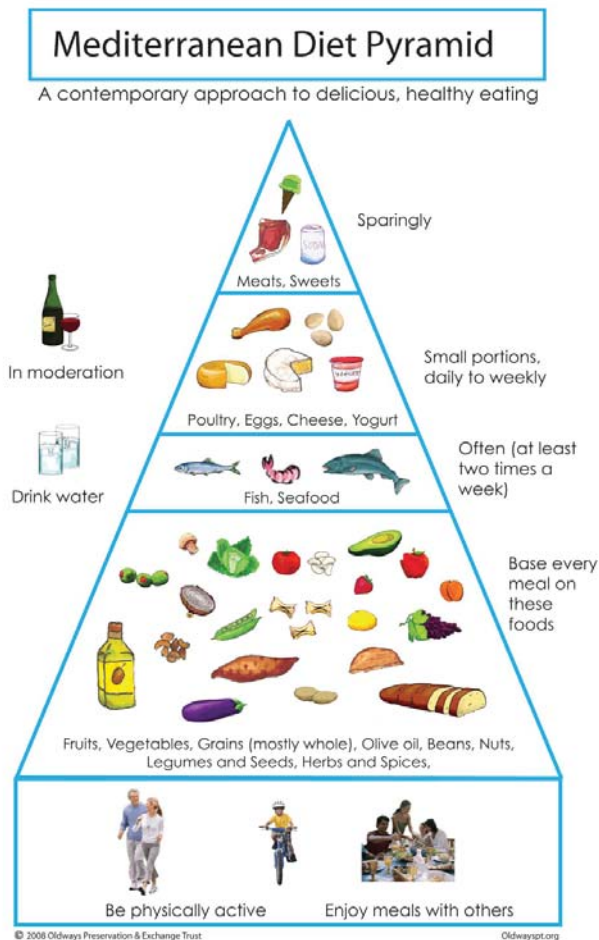 Mediterranean Diet Pyramid
A contemporary approach to delicious, healthy eating
Sparingly
SODA
Meats, Sweets
In moderation
Small portions,
daily to weekly
Poultry, Eggs, Cheese, Yogurt
Drink water
Often (at least
two times a
week)
Fish, Seafood
Base every
meal on
these
foods
Fruits, Vegetables, Grains (mostly whole), Olive oil, Beans, Nuts,
Legumes and Seeds, Herbs and Spices,
Be physically active
Enjoy meals with others
© 2008 Oldways Preservation & Exchange Trust
Oldwayspt.org